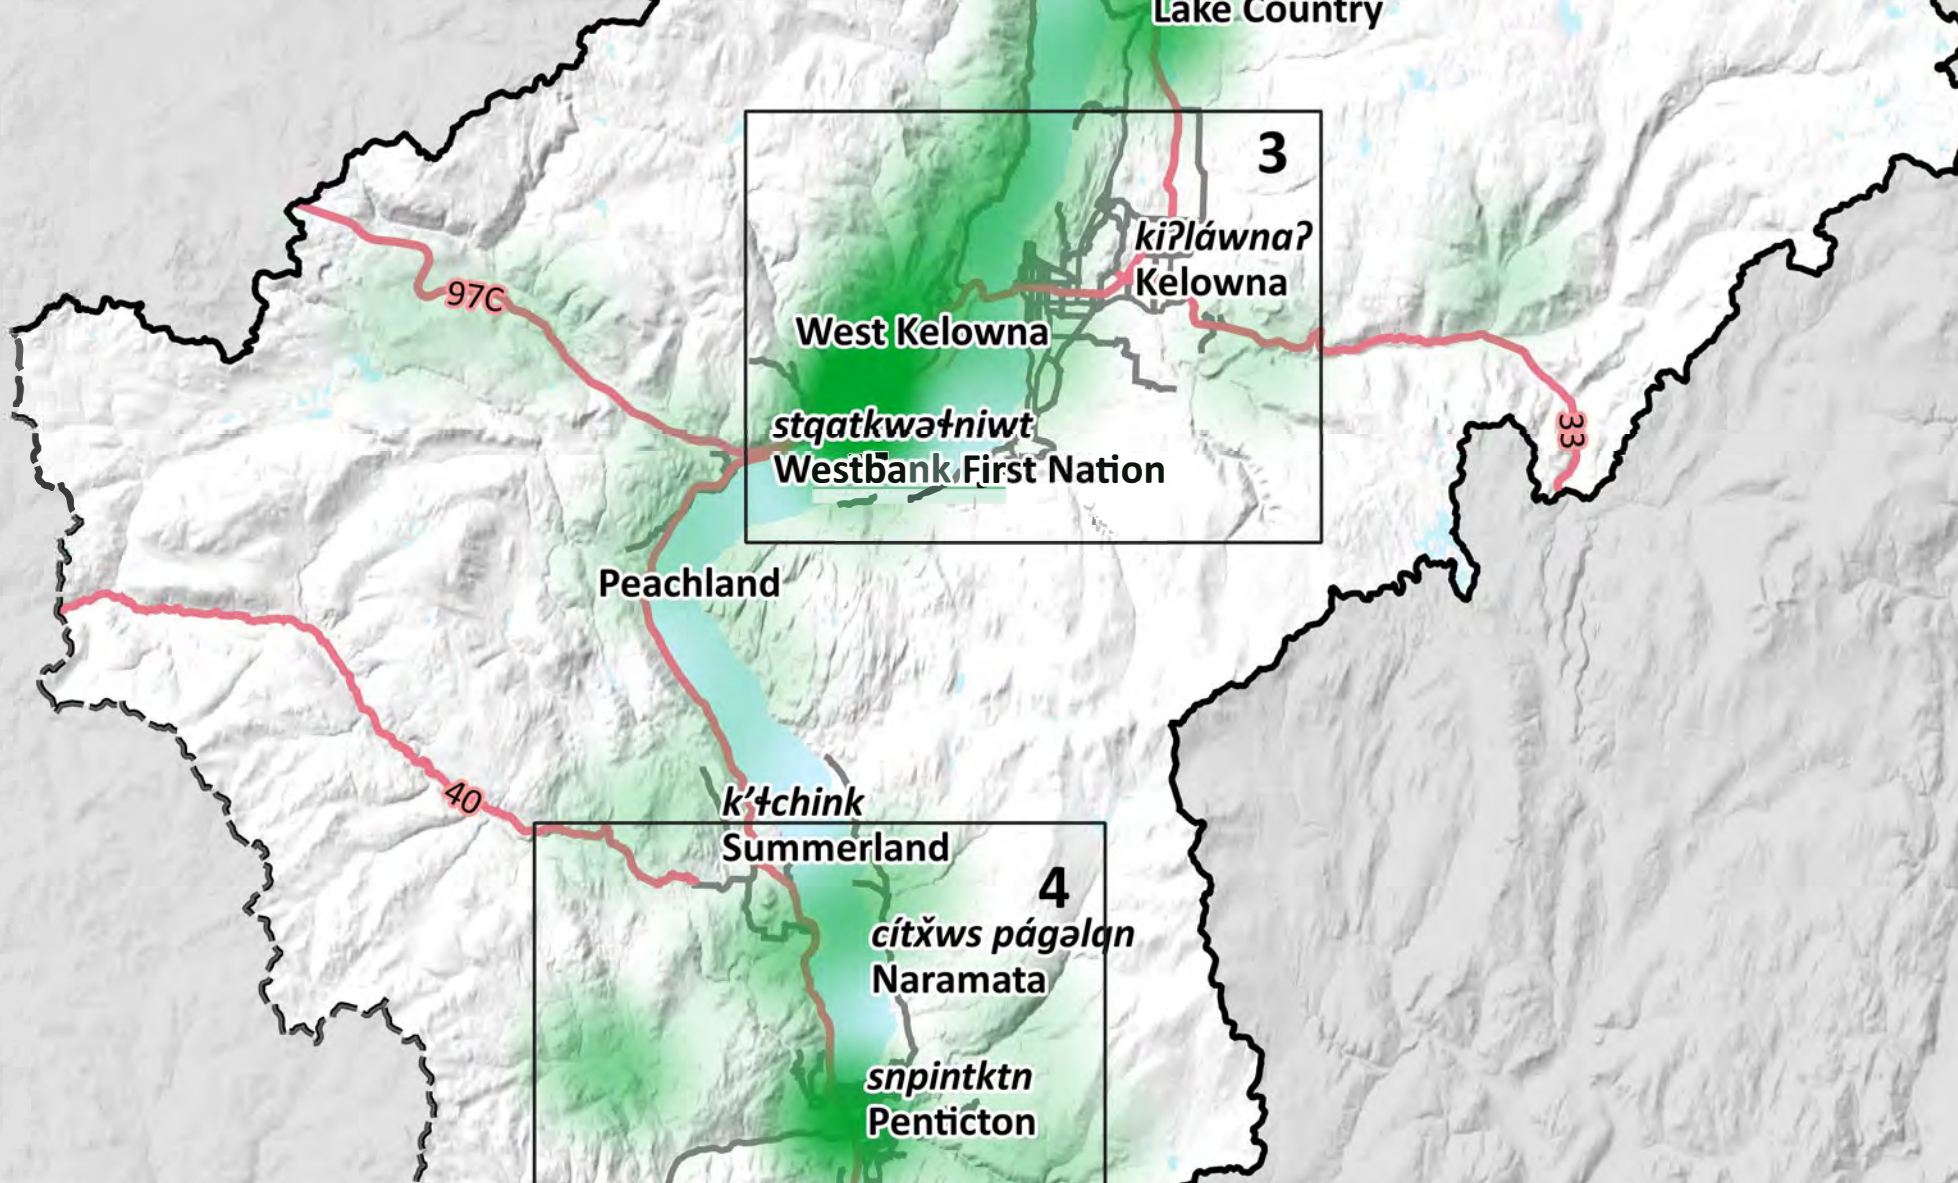 Lake Country
3
kiʔláwnaʔ
Kelowna
97C
West Kelowna
stqatkwəɬniwt
Westbank First Nation
33
Peachland
40
k’ɬchink
Summerland
4
cítx̌ws págəlqn
Naramata
snpintktn
Penticton